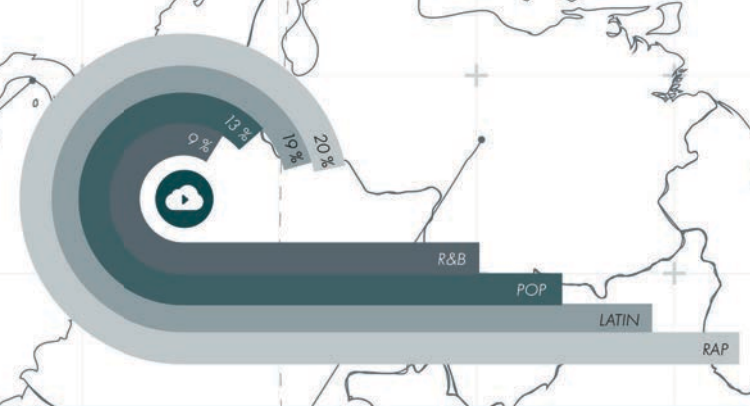 9 %
13 %
19 %
20 %
R&B
POP
LATIN
RAP